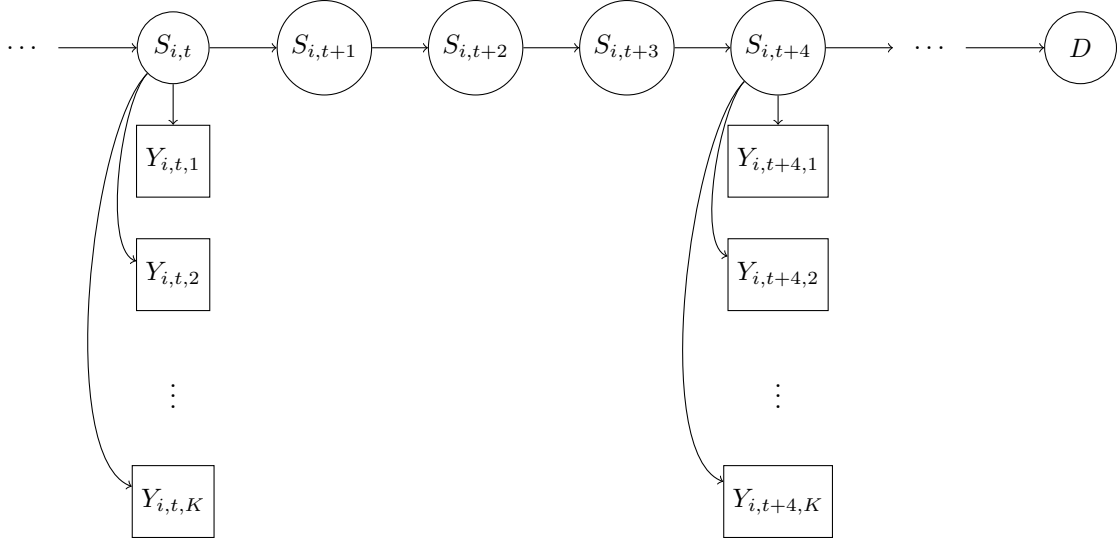 ⋯ S_{i,t} S_{i,t+1} S_{i,t+2} S_{i,t+3} S_{i,t+4} ⋯ D
Y_{i,t,1} Y_{i,t+4,1}
Y_{i,t,2} Y_{i,t+4,2}
⋮ ⋮
Y_{i,t,K} Y_{i,t+4,K}